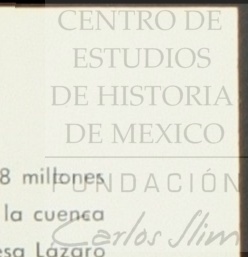 CENTRO DE
ESTUDIOS
DE HISTORIA
DE MEXICO
8 millones
FUNDACIÓN
la cuenca
Carlos Slim
esa Lázaro